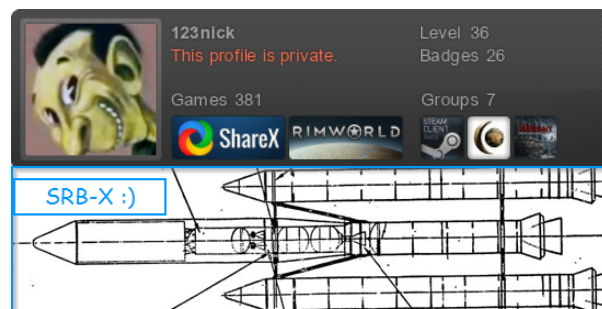 123nick
This profile is private.
Level 36
Badges 26
Games 381
Groups 7
ShareX
RIMWORLD
STEAM
CLIENT
SRB-X :)